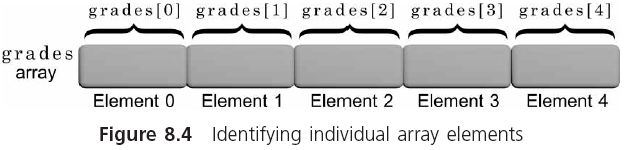 grades[0] grades[1] grades[2] grades[3] grades[4]
grades
array
Element 0 Element 1 Element 2 Element 3 Element 4
Figure 8.4 Identifying individual array elements